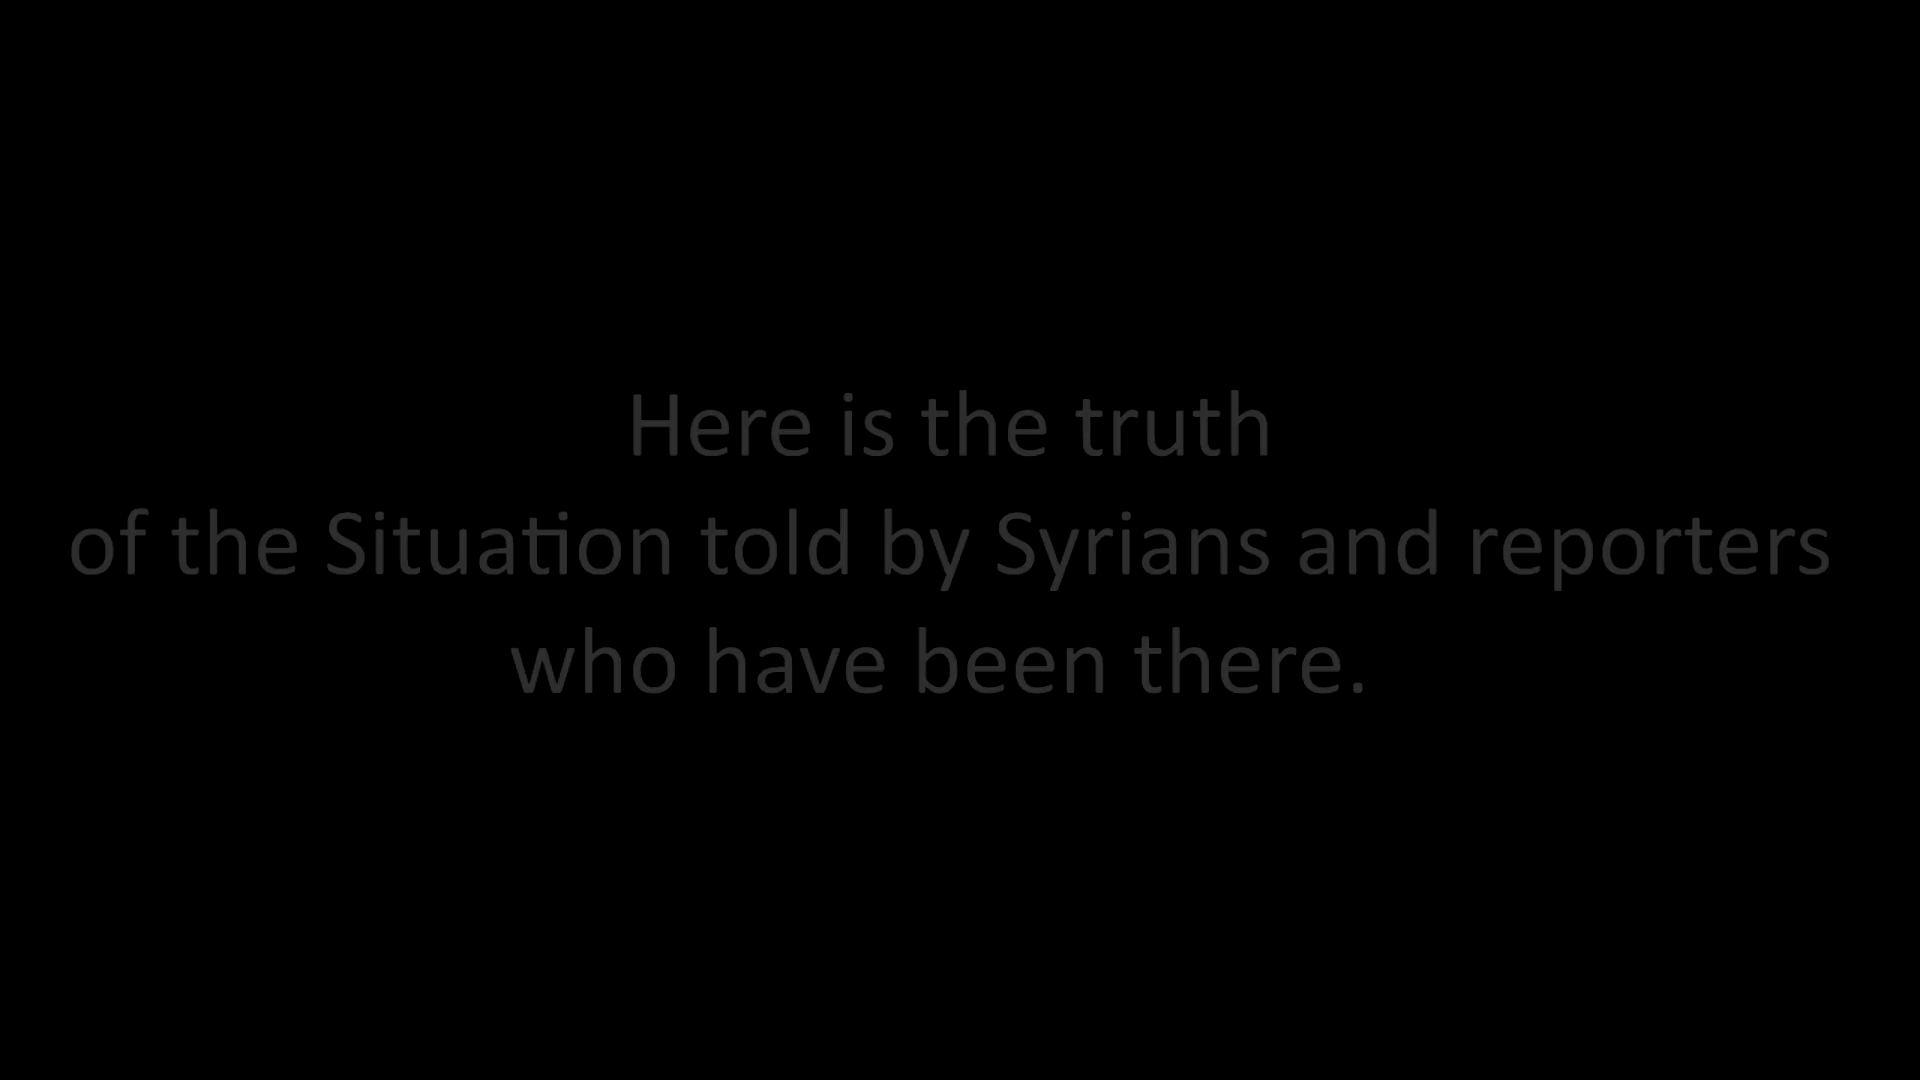 Here is the truth
of the Situation told by Syrians and reporters
who have been there.